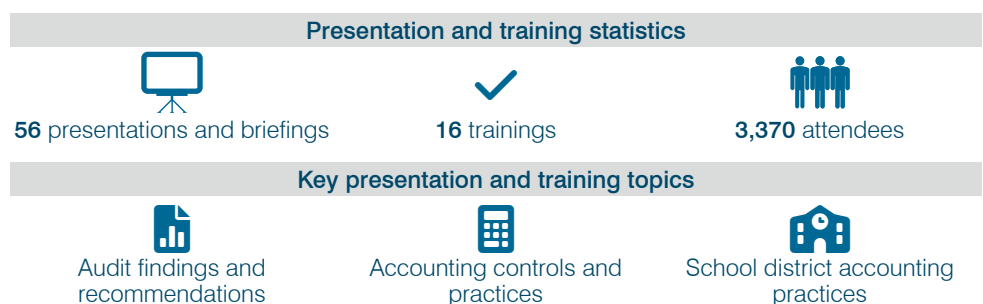 Presentation and training statistics
56 presentations and briefings
16 trainings
3,370 attendees
Key presentation and training topics
Audit findings and
recommendations
Accounting controls and
practices
School district accounting
practices